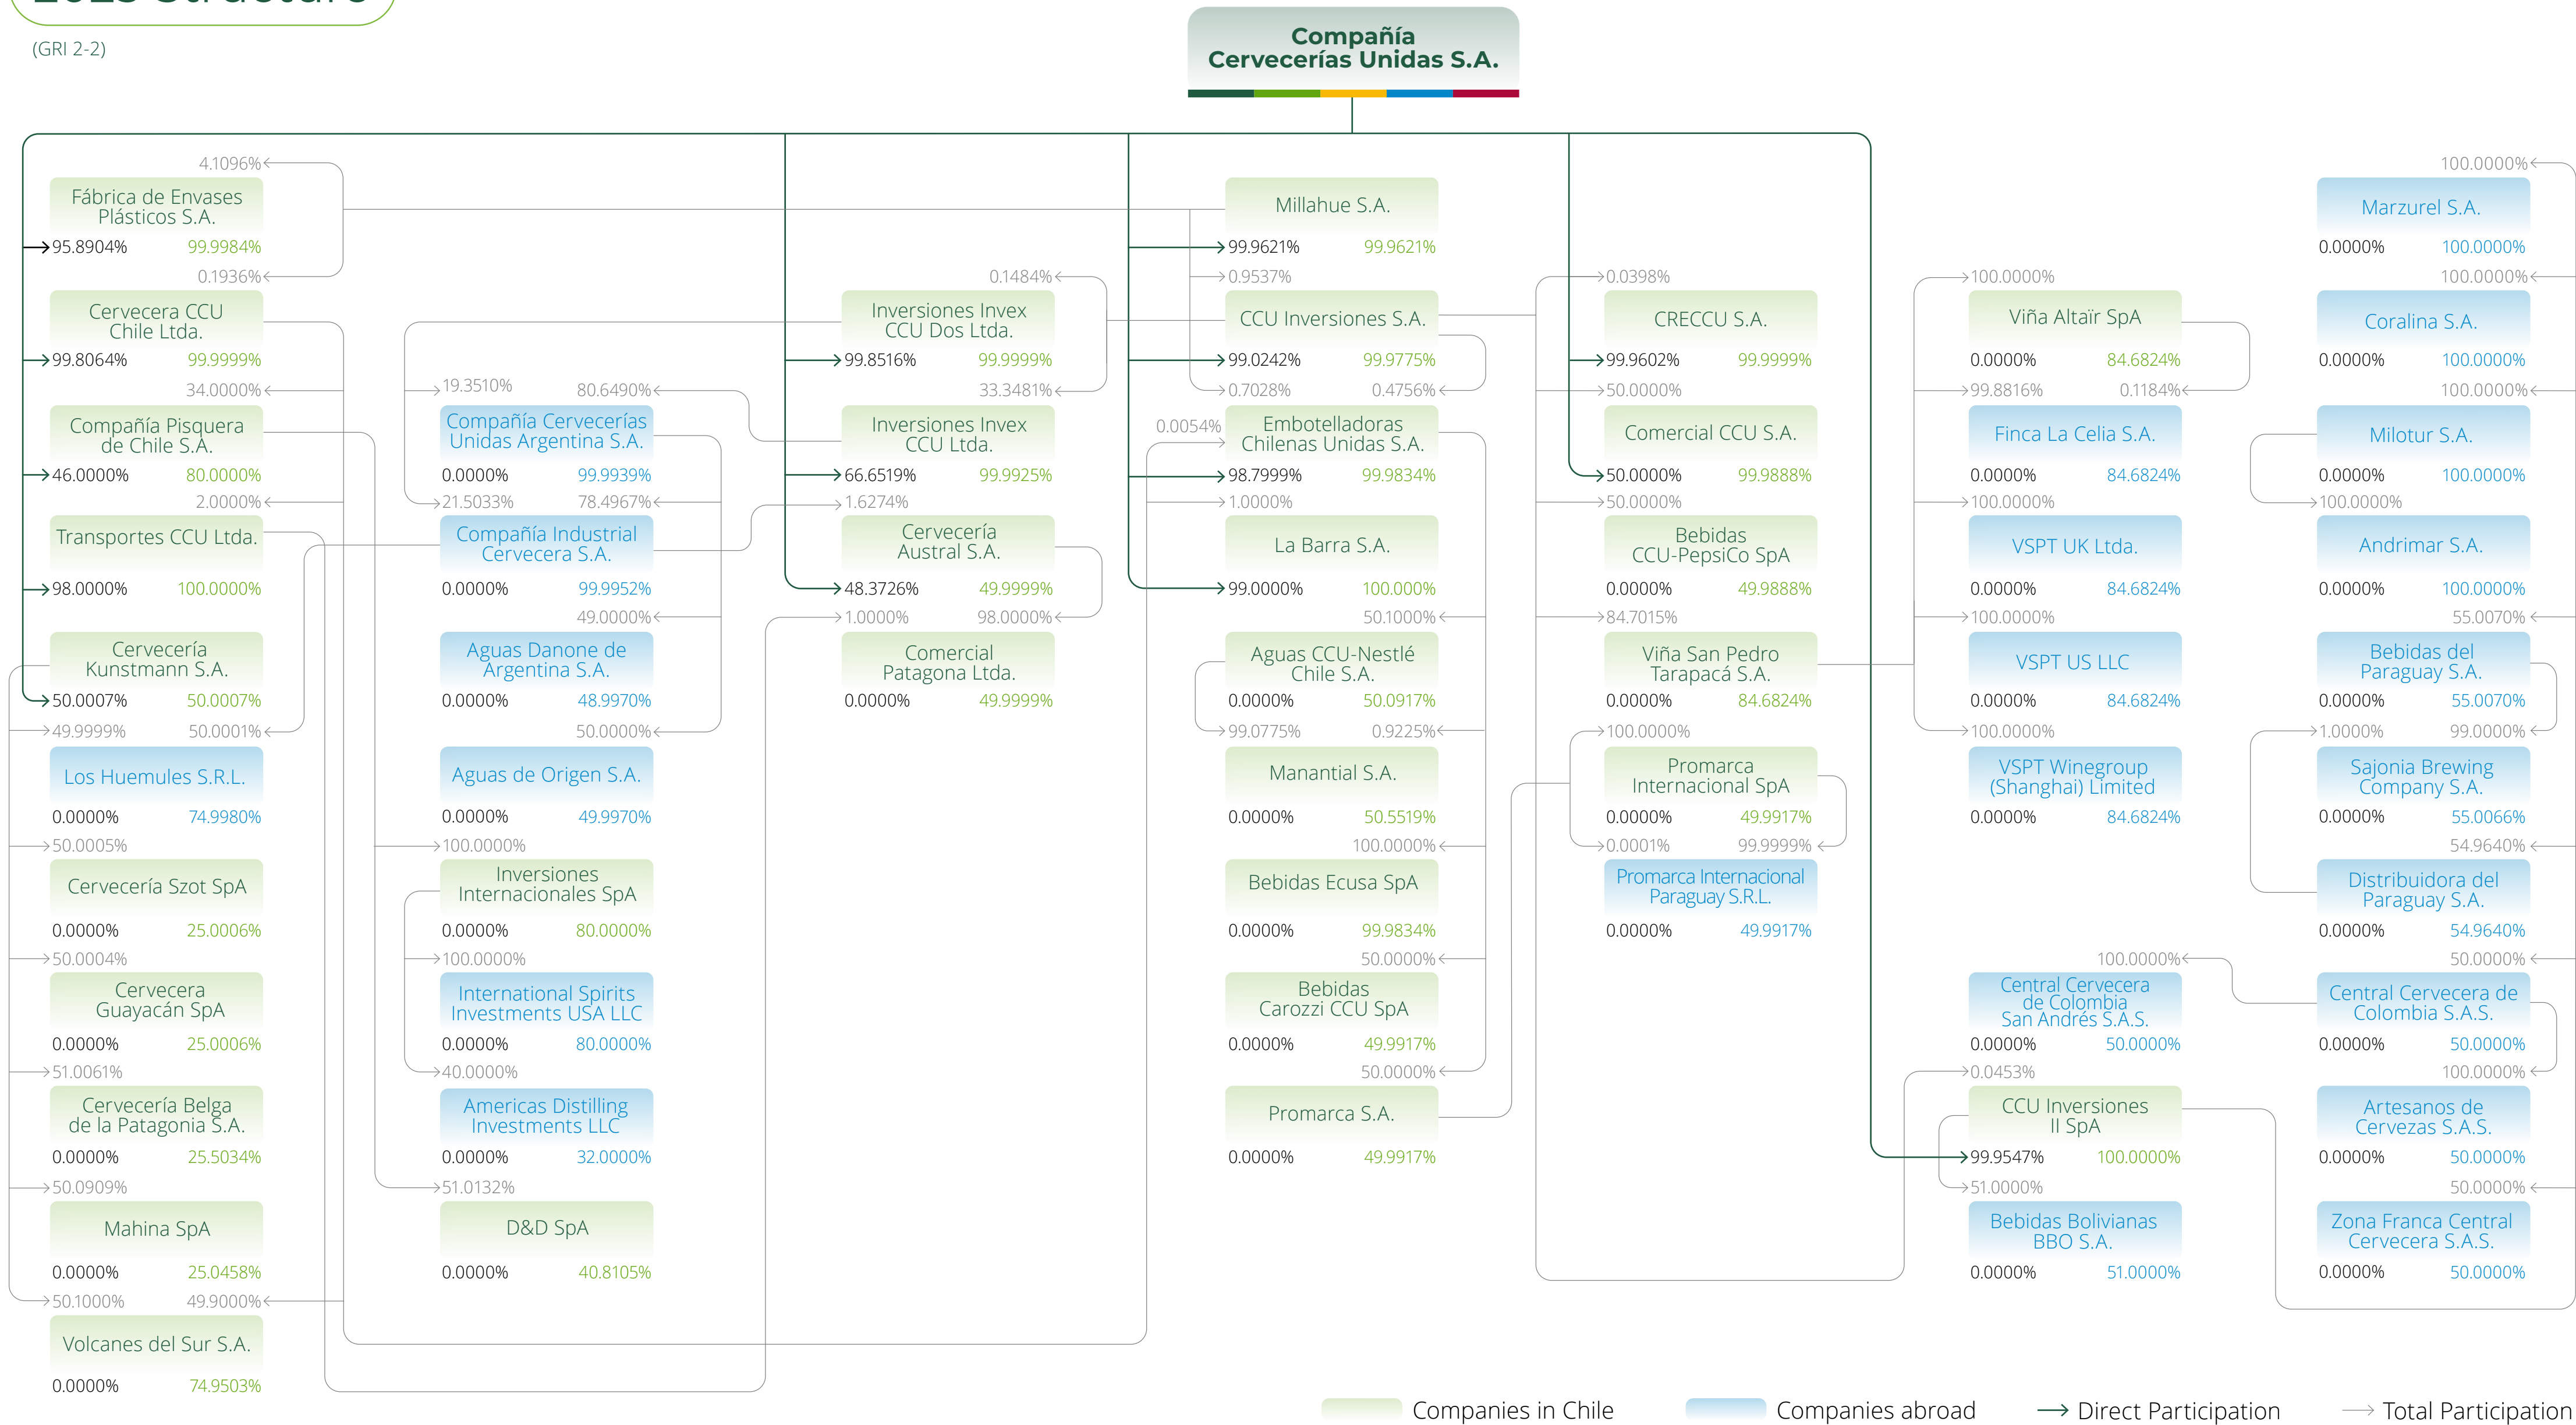 2023 Structure
(GRI 2-2)
Compañía
Cervecerías Unidas S.A.
4.1096%
Fábrica de Envases
Plásticos S.A.
95.8904% 99.9984%
0.1936%
Cervecera CCU
Chile Ltda.
99.8064% 99.9999%
34.0000%
Compañía Pisquera
de Chile S.A.
46.0000% 80.0000%
2.0000%
Transportes CCU Ltda.
98.0000% 100.0000%
Cervecería
Kunstmann S.A.
50.0007% 50.0007%
49.9999% 50.0001%
Los Huemules S.R.L.
0.0000% 74.9980%
50.0005%
Cervecería Szot SpA
0.0000% 25.0006%
50.0004%
Cervecera
Guayacán SpA
0.0000% 25.0006%
51.0061%
Cervecería Belga
de la Patagonia S.A.
0.0000% 25.5034%
50.0909%
Mahina SpA
0.0000% 25.0458%
50.1000% 49.9000%
Volcanes del Sur S.A.
0.0000% 74.9503%
19.3510% 80.6490%
Compañía Cervecerías
Unidas Argentina S.A.
0.0000% 99.9939%
21.5033% 78.4967%
Compañía Industrial
Cervecera S.A.
0.0000% 99.9952%
49.0000%
Aguas Danone de
Argentina S.A.
0.0000% 48.9970%
50.0000%
Aguas de Origen S.A.
0.0000% 49.9970%
100.0000%
Inversiones
Internacionales SpA
0.0000% 80.0000%
100.0000%
International Spirits
Investments USA LLC
0.0000% 80.0000%
40.0000%
Americas Distilling
Investments LLC
0.0000% 32.0000%
51.0132%
D&D SpA
0.0000% 40.8105%
0.1484%
Inversiones Invex
CCU Dos Ltda.
99.8516% 99.9999%
33.3481%
Inversiones Invex
CCU Ltda.
66.6519% 99.9925%
1.6274%
Cervecería
Austral S.A.
48.3726% 49.9999%
1.0000% 98.0000%
Comercial
Patagona Ltda.
0.0000% 49.9999%
Millahue S.A.
99.9621% 99.9621%
0.9537%
CCU Inversiones S.A.
99.0242% 99.9775%
0.7028% 0.4756%
0.0054%
Embotelladoras
Chilenas Unidas S.A.
98.7999% 99.9834%
1.0000%
La Barra S.A.
99.0000% 100.000%
50.1000%
Aguas CCU-Nestlé
Chile S.A.
0.0000% 50.0917%
99.0775% 0.9225%
Manantial S.A.
0.0000% 50.5519%
100.0000%
Bebidas Ecusa SpA
0.0000% 99.9834%
50.0000%
Bebidas
Carozzi CCU SpA
0.0000% 49.9917%
50.0000%
Promarca S.A.
0.0000% 49.9917%
0.0398%
CRECCU S.A.
99.9602% 99.9999%
50.0000%
Comercial CCU S.A.
50.0000% 99.9888%
50.0000%
Bebidas
CCU-PepsiCo SpA
0.0000% 49.9888%
84.7015%
Viña San Pedro
Tarapacá S.A.
0.0000% 84.6824%
100.0000%
Promarca
Internacional SpA
0.0000% 49.9917%
0.0001% 99.9999%
Promarca Internacional
Paraguay S.R.L.
0.0000% 49.9917%
100.0000%
Viña Altaïr SpA
0.0000% 84.6824%
99.8816% 0.1184%
Finca La Celia S.A.
0.0000% 84.6824%
100.0000%
VSPT UK Ltda.
0.0000% 84.6824%
100.0000%
VSPT US LLC
0.0000% 84.6824%
100.0000%
VSPT Winegroup
(Shanghai) Limited
0.0000% 84.6824%
100.0000%
Central Cervecera
de Colombia
San Andrés S.A.S.
0.0000% 50.0000%
0.0453%
CCU Inversiones
II SpA
99.9547% 100.0000%
51.0000%
Bebidas Bolivianas
BBO S.A.
0.0000% 51.0000%
100.0000%
Marzurel S.A.
0.0000% 100.0000%
100.0000%
Coralina S.A.
0.0000% 100.0000%
100.0000%
Milotur S.A.
0.0000% 100.0000%
100.0000%
Andrimar S.A.
0.0000% 100.0000%
55.0070%
Bebidas del
Paraguay S.A.
0.0000% 55.0070%
1.0000% 99.0000%
Sajonia Brewing
Company S.A.
0.0000% 55.0066%
54.9640%
Distribuidora del
Paraguay S.A.
0.0000% 54.9640%
50.0000%
Central Cervecera de
Colombia S.A.S.
0.0000% 50.0000%
100.0000%
Artesanos de
Cervezas S.A.S.
0.0000% 50.0000%
50.0000%
Zona Franca Central
Cervecera S.A.S.
0.0000% 50.0000%
Companies in Chile
Companies abroad
Direct Participation
Total Participation